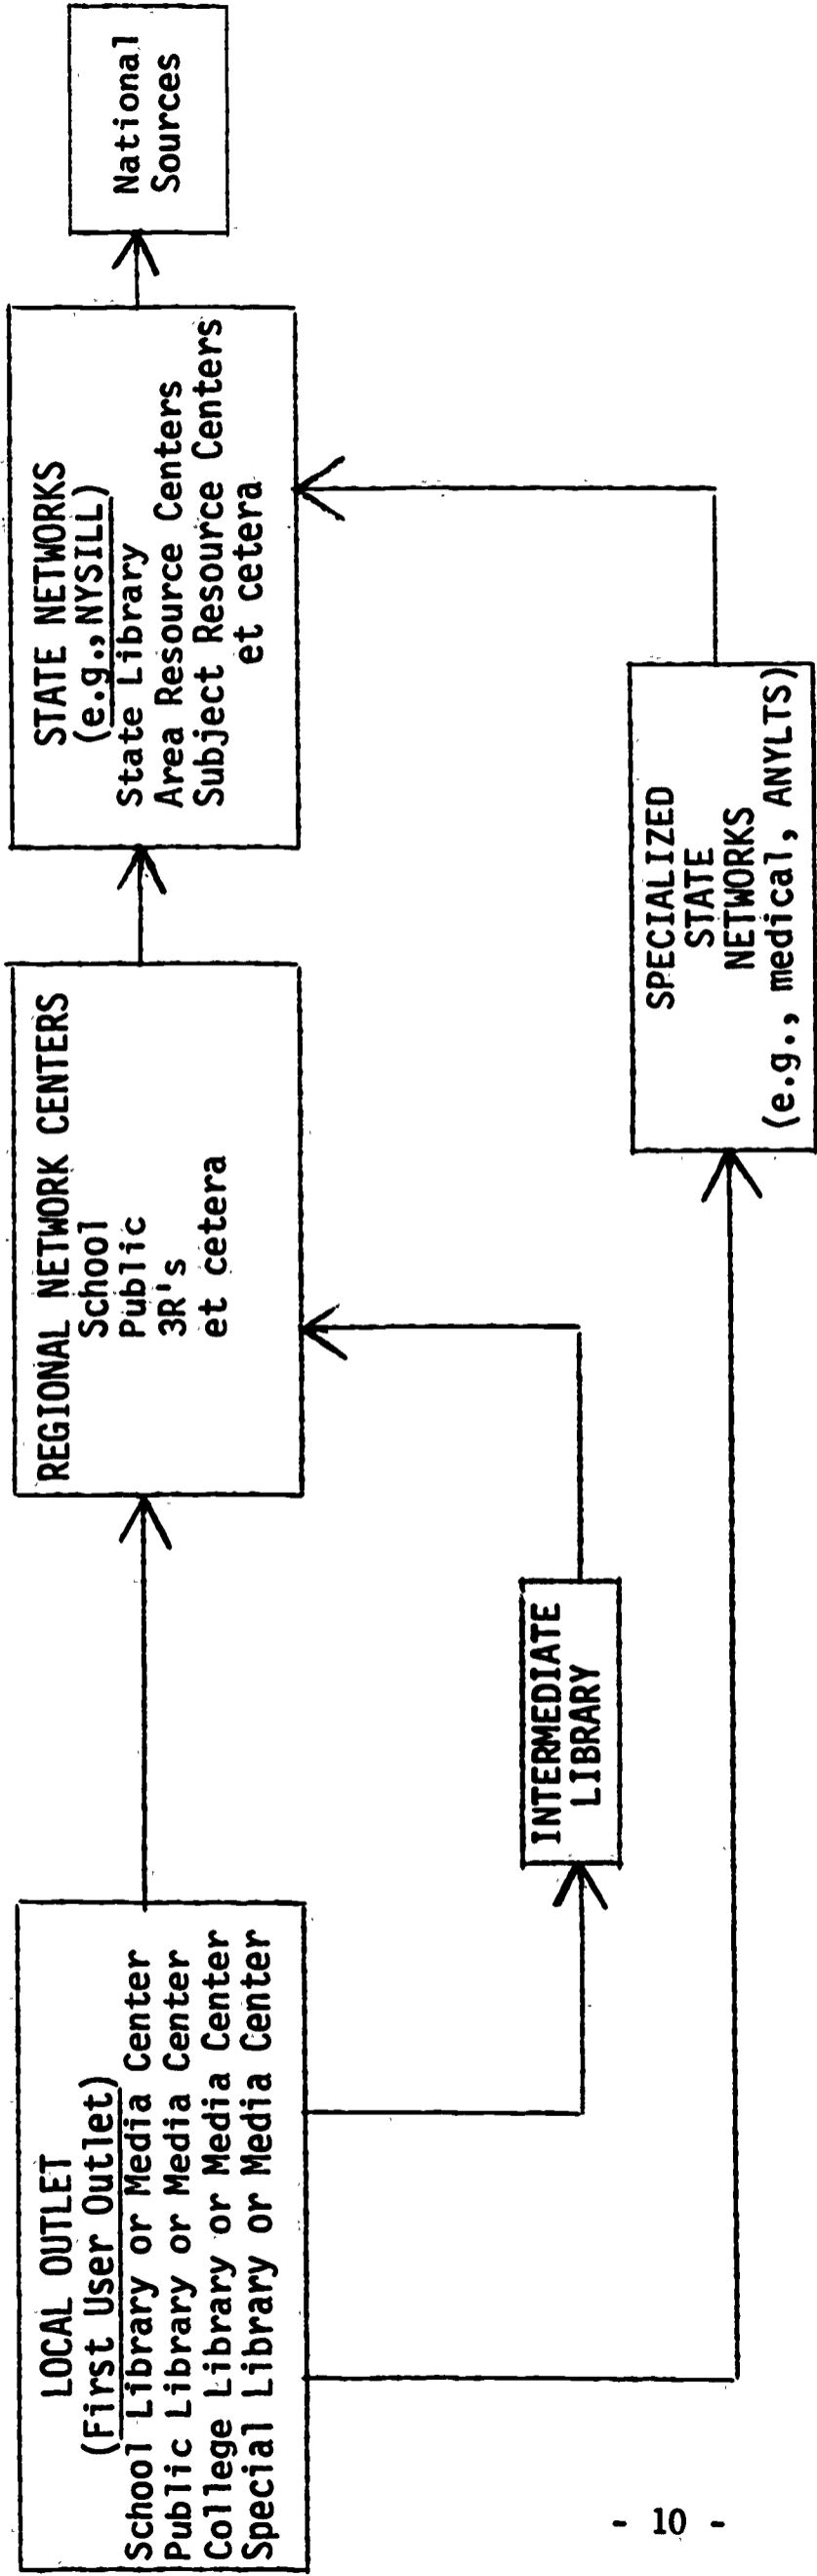 LOCAL OUTLET
(First User Outlet)
School Library or Media Center
Public Library or Media Center
College Library or Media Center
Special Library or Media Center
REGIONAL NETWORK CENTERS
School
Public
3R's
et cetera
STATE NETWORKS
(e.g., NYSILL)
State Library
Area Resource Centers
Subject Resource Centers
et cetera
National
Sources
INTERMEDIATE
LIBRARY
SPECIALIZED
STATE
NETWORKS
(e.g., medical, ANYLTS)
- 10 -